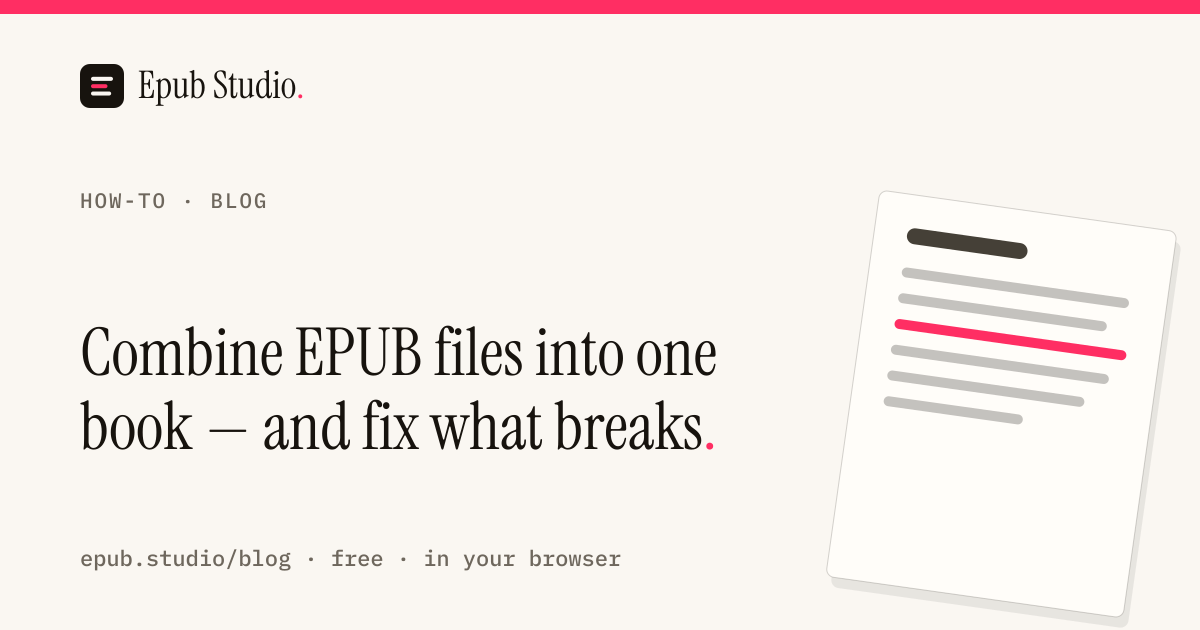 Epub Studio.
HOW-TO · BLOG
Combine EPUB files into one
book — and fix what breaks.
epub.studio/blog · free · in your browser